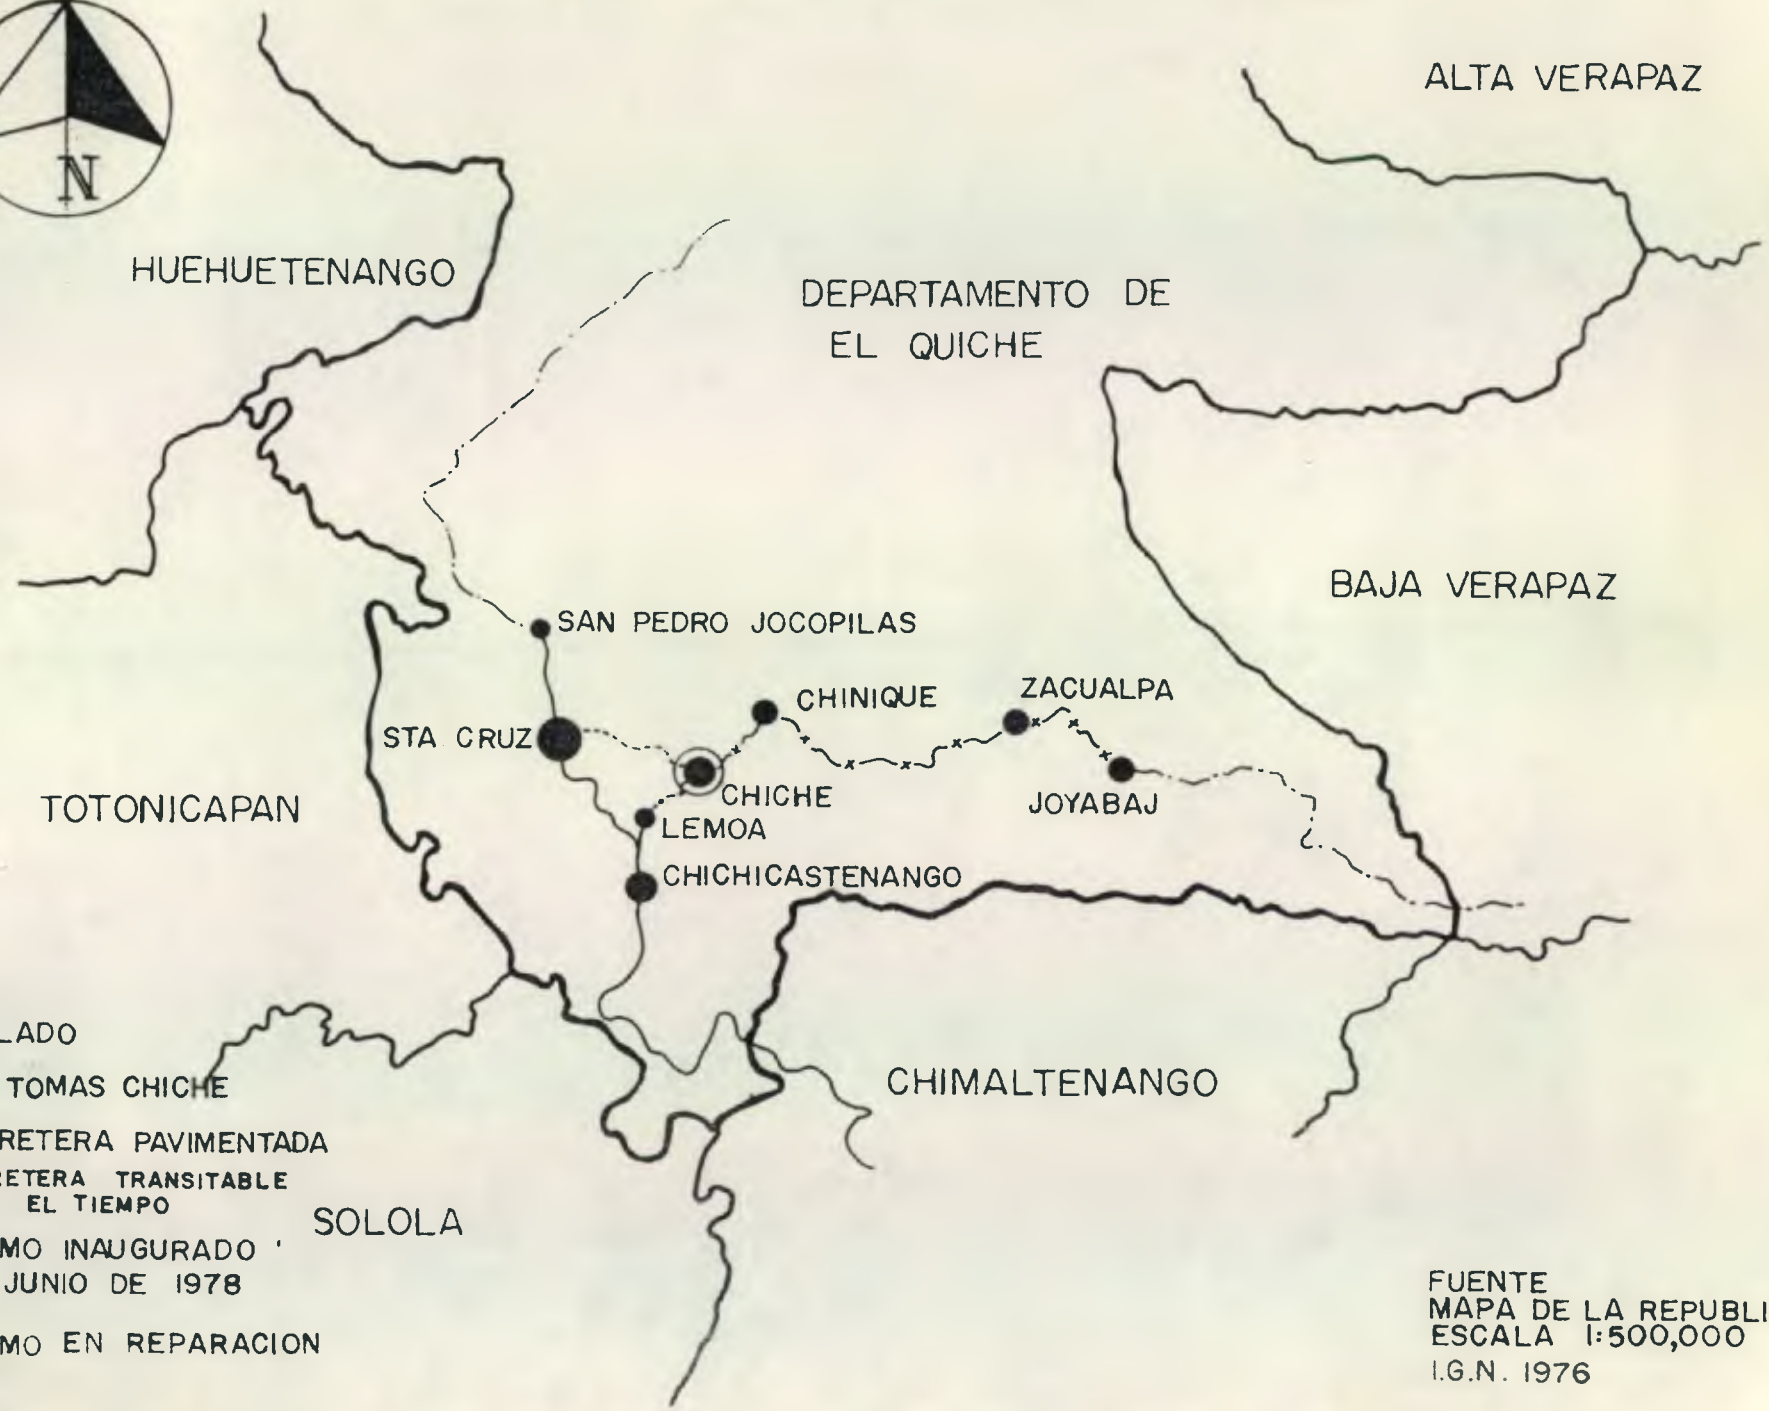 N
ALTA VERAPAZ
HUEHUETENANGO
DEPARTAMENTO DE
EL QUICHE
BAJA VERAPAZ
SAN PEDRO JOCOPILAS
CHINIQUE
ZACUALPA
STA CRUZ
CHICHE
JOYABAJ
TOTONICAPAN
LEMOA
CHICHICASTENANGO
LADO
TOMAS CHICHE
CHIMALTENANGO
RETERA PAVIMENTADA
RETERA TRANSITABLE
EL TIEMPO
SOLOLA
MO INAUGURADO
JUNIO DE 1978
MO EN REPARACION
FUENTE
MAPA DE LA REPUBLI
ESCALA 1:500,000
I.G.N. 1976